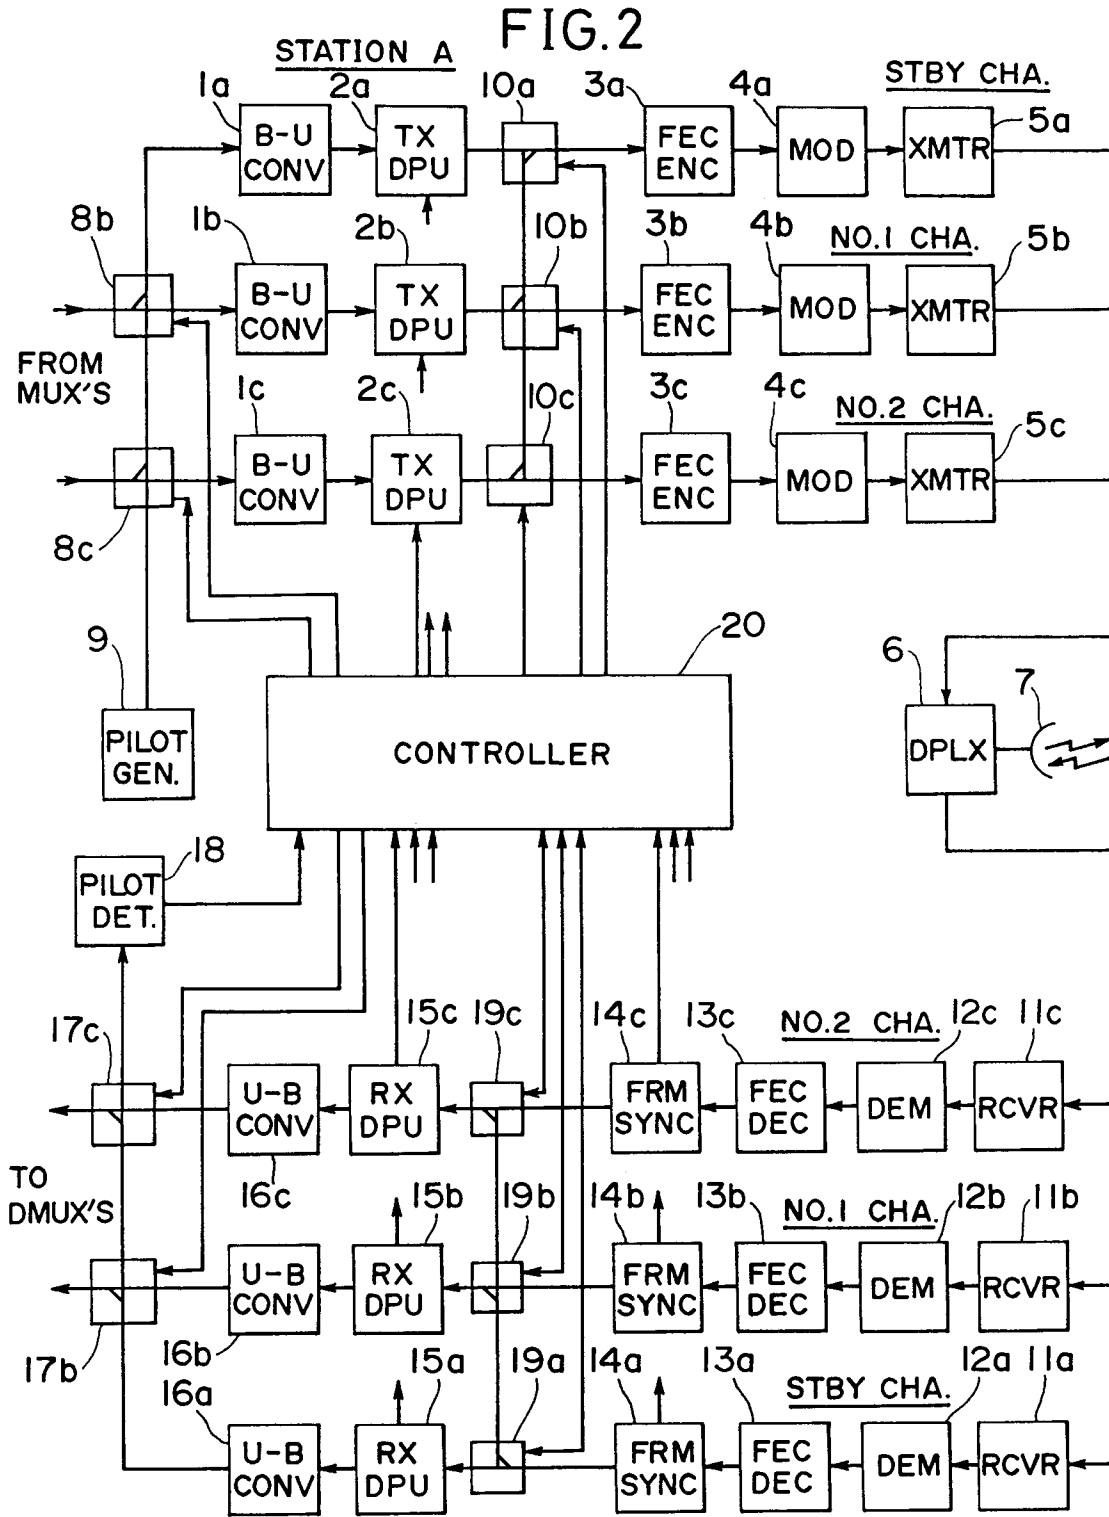 FIG.2
STATION A
STBY CHA.
1a
2a
10a
3a
4a
5a
B-U
CONV
TX
DPU
FEC
ENC
MOD
XMTR
8b
1b
2b
10b
3b
4b
NO.1 CHA.
5b
B-U
CONV
TX
DPU
FEC
ENC
MOD
XMTR
FROM
MUX'S
1c
2c
10c
3c
4c
NO.2 CHA.
5c
B-U
CONV
TX
DPU
FEC
ENC
MOD
XMTR
8c
9
20
6
7
PILOT
GEN.
CONTROLLER
DPLX
18
PILOT
DET.
17c
15c
19c
14c
13c
NO.2 CHA.
12c
11c
U-B
CONV
RX
DPU
FRM
SYNC
FEC
DEC
DEM
RCVR
TO
DMUX'S
16c
15b
19b
14b
13b
NO.1 CHA.
12b
11b
U-B
CONV
RX
DPU
FRM
SYNC
FEC
DEC
DEM
RCVR
17b
16b
16a
15a
19a
14a
13a
STBY CHA.
12a
11a
U-B
CONV
RX
DPU
FRM
SYNC
FEC
DEC
DEM
RCVR